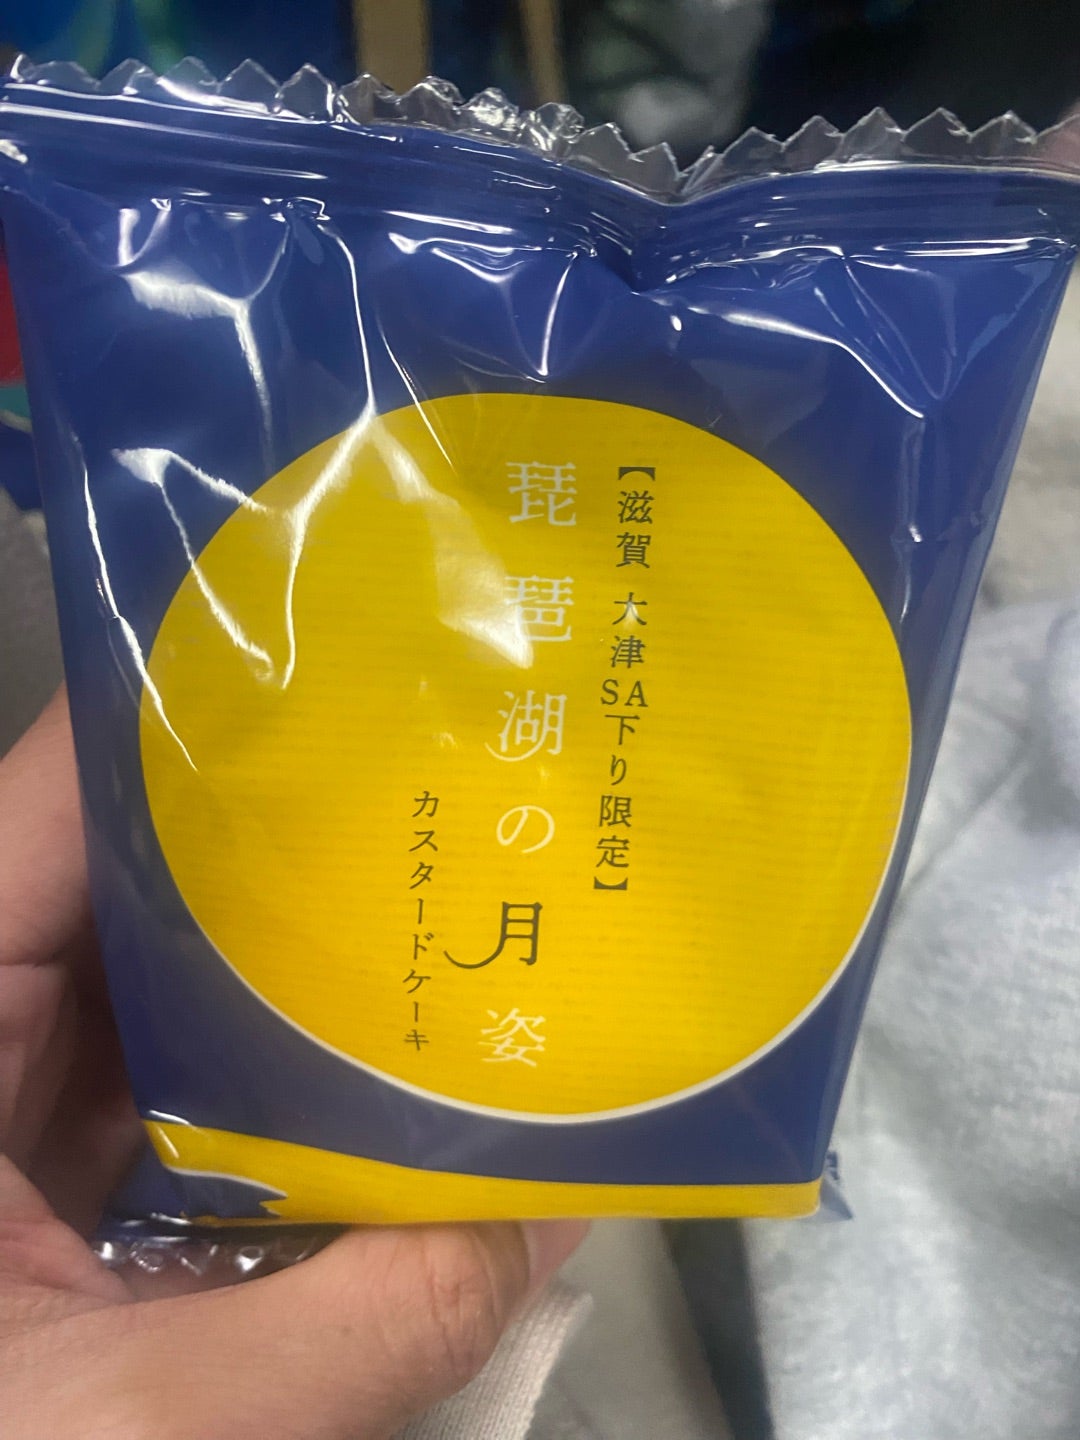 【滋賀 大津SA下り限定】
琵琶湖の月姿
カスタードケーキ